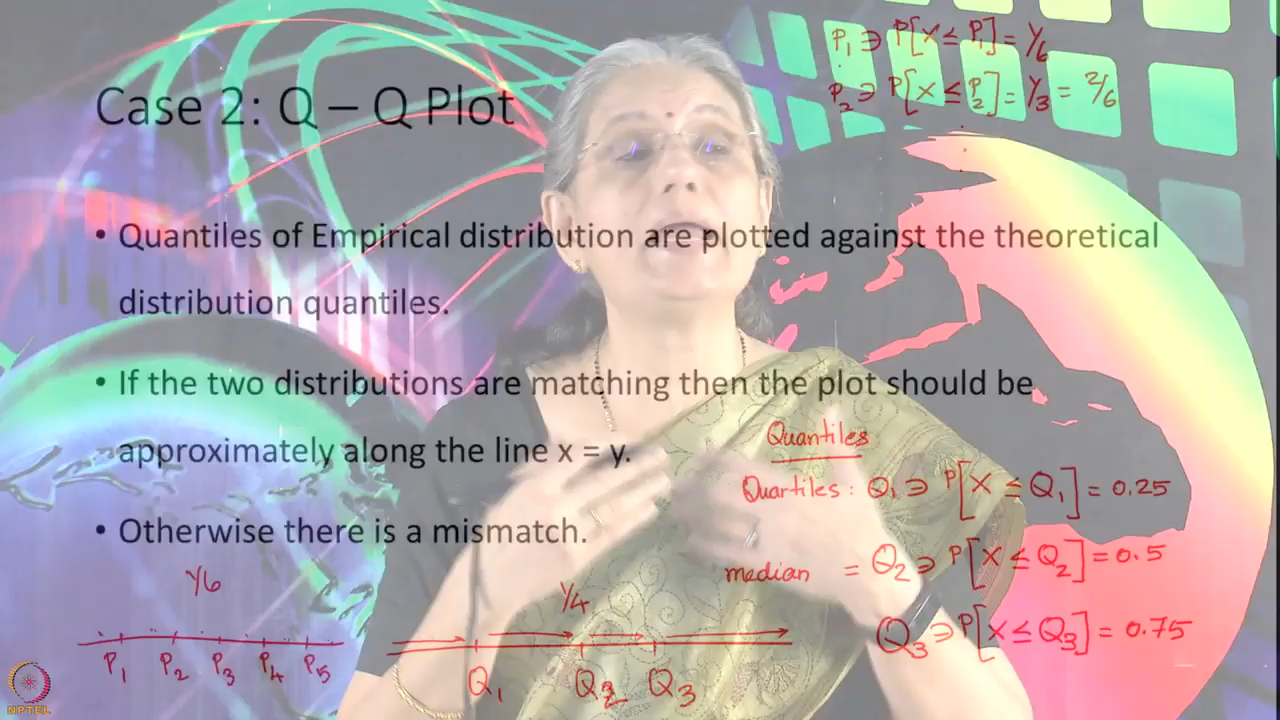 P₁ ∋ P[X ≤ P₁] = 1/6
P₂ ∋ P[X ≤ P₂] = 1/3 = 2/6
Case 2: Q – Q Plot
• Quantiles of Empirical distribution are plotted against the theoretical
distribution quantiles.
• If the two distributions are matching then the plot should be
approximately along the line x = y.
• Otherwise there is a mismatch.
Quantiles
Quartiles : Q₁ ∋ P[X ≤ Q₁] = 0.25
median = Q₂ ∋ P[X ≤ Q₂] = 0.5
Q₃ ∋ P[X ≤ Q₃] = 0.75
1/6
P₁ P₂ P₃ P₄ P₅
1/4
Q₁ Q₂ Q₃
NPTEL